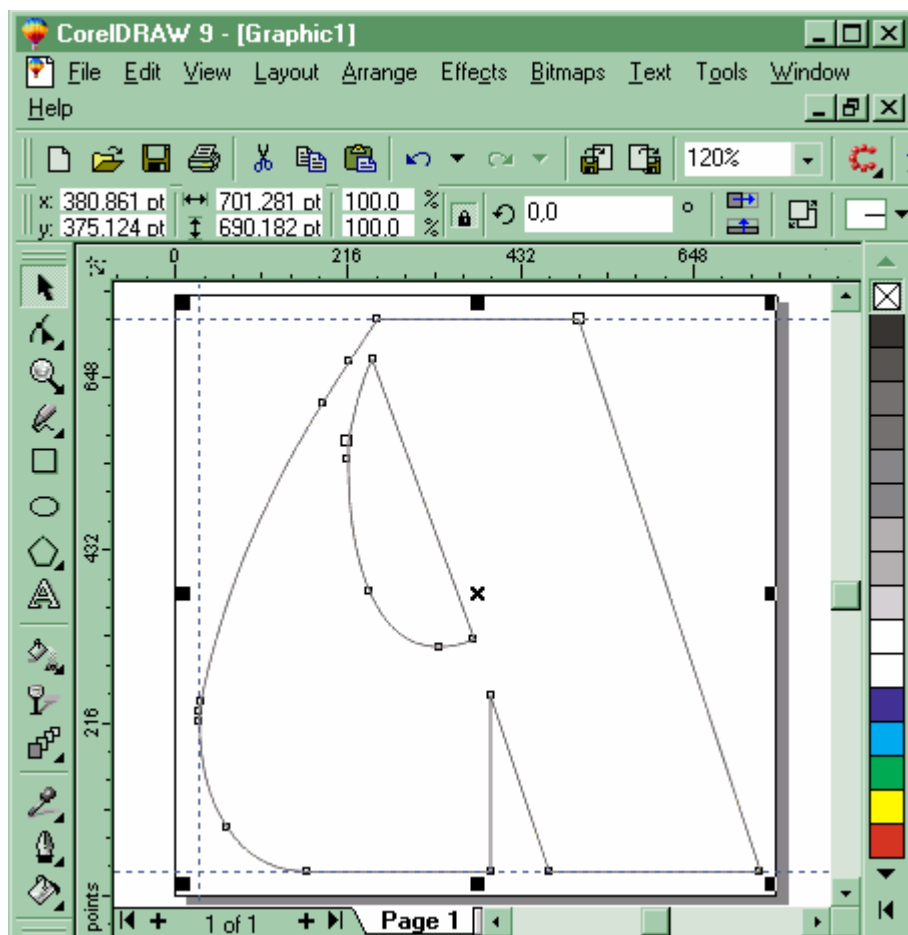 CorelDRAW 9 - [Graphic1]
File Edit View Layout Arrange Effects Bitmaps Text Tools Window
Help
120%
x: 380.861 pt 701.281 pt 100.0 % 0,0 °
y: 375.124 pt 690.182 pt 100.0 %
0 216 432 648
648
432
216
points
1 of 1 Page 1